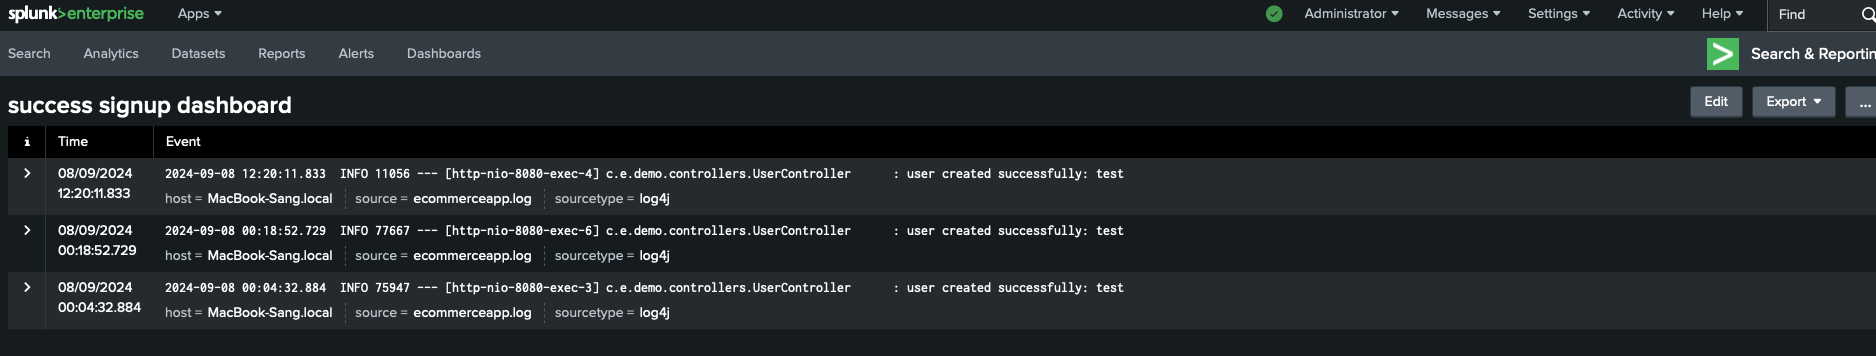 splunk>enterprise Apps Administrator Messages Settings Activity Help Find
Search Analytics Datasets Reports Alerts Dashboards Search & Reportin
success signup dashboard Edit Export ...
i Time Event
08/09/2024 2024-09-08 12:20:11.833 INFO 11056 --- [http-nio-8080-exec-4] c.e.demo.controllers.UserController : user created successfully: test
12:20:11.833 host = MacBook-Sang.local source = ecommerceapp.log sourcetype = log4j
08/09/2024 2024-09-08 00:18:52.729 INFO 77667 --- [http-nio-8080-exec-6] c.e.demo.controllers.UserController : user created successfully: test
00:18:52.729 host = MacBook-Sang.local source = ecommerceapp.log sourcetype = log4j
08/09/2024 2024-09-08 00:04:32.884 INFO 75947 --- [http-nio-8080-exec-3] c.e.demo.controllers.UserController : user created successfully: test
00:04:32.884 host = MacBook-Sang.local source = ecommerceapp.log sourcetype = log4j